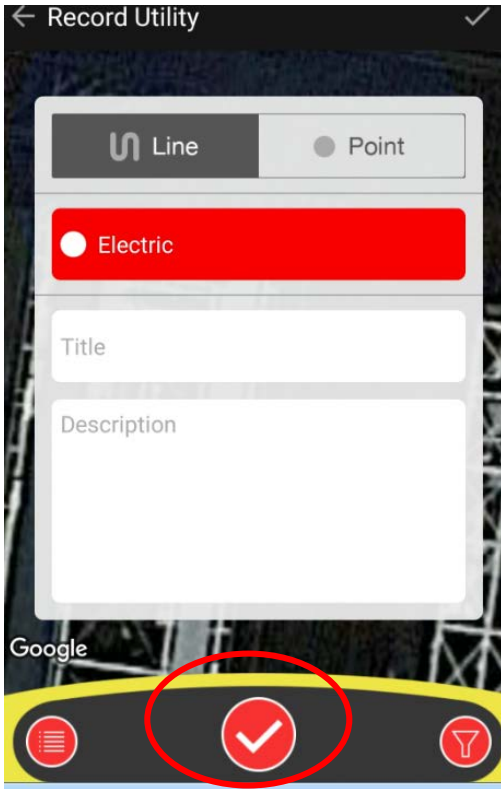 Record Utility
Line
Point
Electric
Title
Description
Google